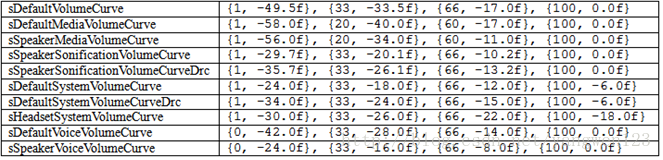 sDefaultVolumeCurve {1, -49.5f}, {33, -33.5f}, {66, -17.0f}, {100, 0.0f}
sDefaultMediaVolumeCurve {1, -58.0f}, {20, -40.0f}, {60, -17.0f}, {100, 0.0f}
sSpeakerMediaVolumeCurve {1, -56.0f}, {20, -34.0f}, {60, -11.0f}, {100, 0.0f}
sSpeakerSonificationVolumeCurve {1, -29.7f}, {33, -20.1f}, {66, -10.2f}, {100, 0.0f}
sSpeakerSonificationVolumeCurveDrc {1, -35.7f}, {33, -26.1f}, {66, -13.2f}, {100, 0.0f}
sDefaultSystemVolumeCurve {1, -24.0f}, {33, -18.0f}, {66, -12.0f}, {100, -6.0f}
sDefaultSystemVolumeCurveDrc {1, -34.0f}, {33, -24.0f}, {66, -15.0f}, {100, -6.0f}
sHeadsetSystemVolumeCurve {1, -30.0f}, {33, -26.0f}, {66, -22.0f}, {100, -18.0f}
sDefaultVoiceVolumeCurve {0, -42.0f}, {33, -28.0f}, {66, -14.0f}, {100, 0.0f}
sSpeakerVoiceVolumeCurve {0, -24.0f}, {33, -16.0f}, {66, -8.0f}, {100, 0.0f}